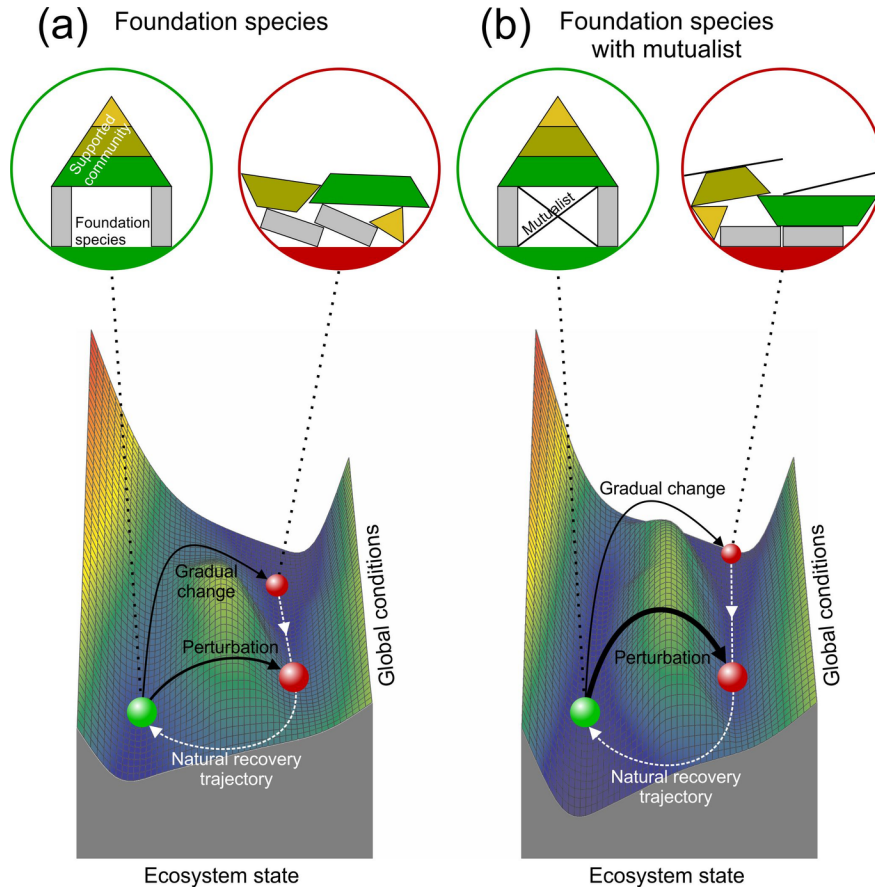 (a) Foundation species
(b) Foundation species
with mutualist
Supported
community
Foundation
species
Mutualist
Gradual
change
Perturbation
Natural recovery
trajectory
Global conditions
Ecosystem state
Gradual change
Perturbation
Natural recovery
trajectory
Global conditions
Ecosystem state